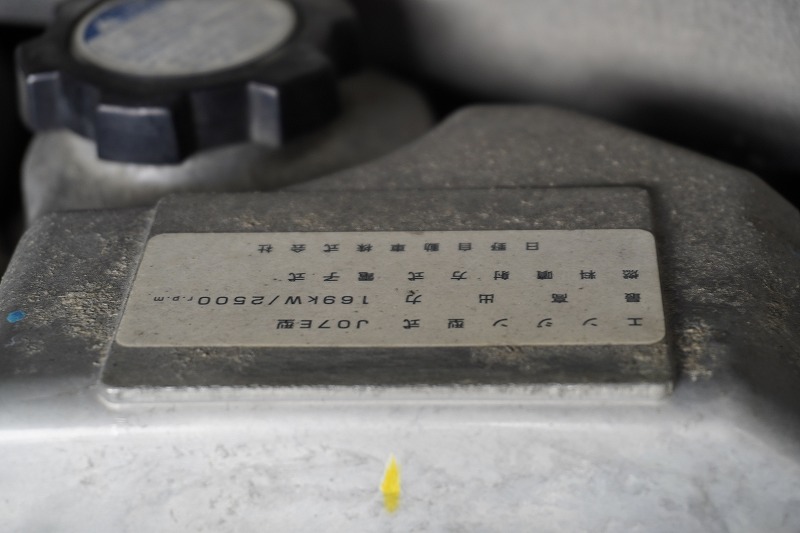 エンジン型式 J07E型
最高出力 169kW/2500r.p.m
燃料噴射方式 電子式
日野自動車株式会社